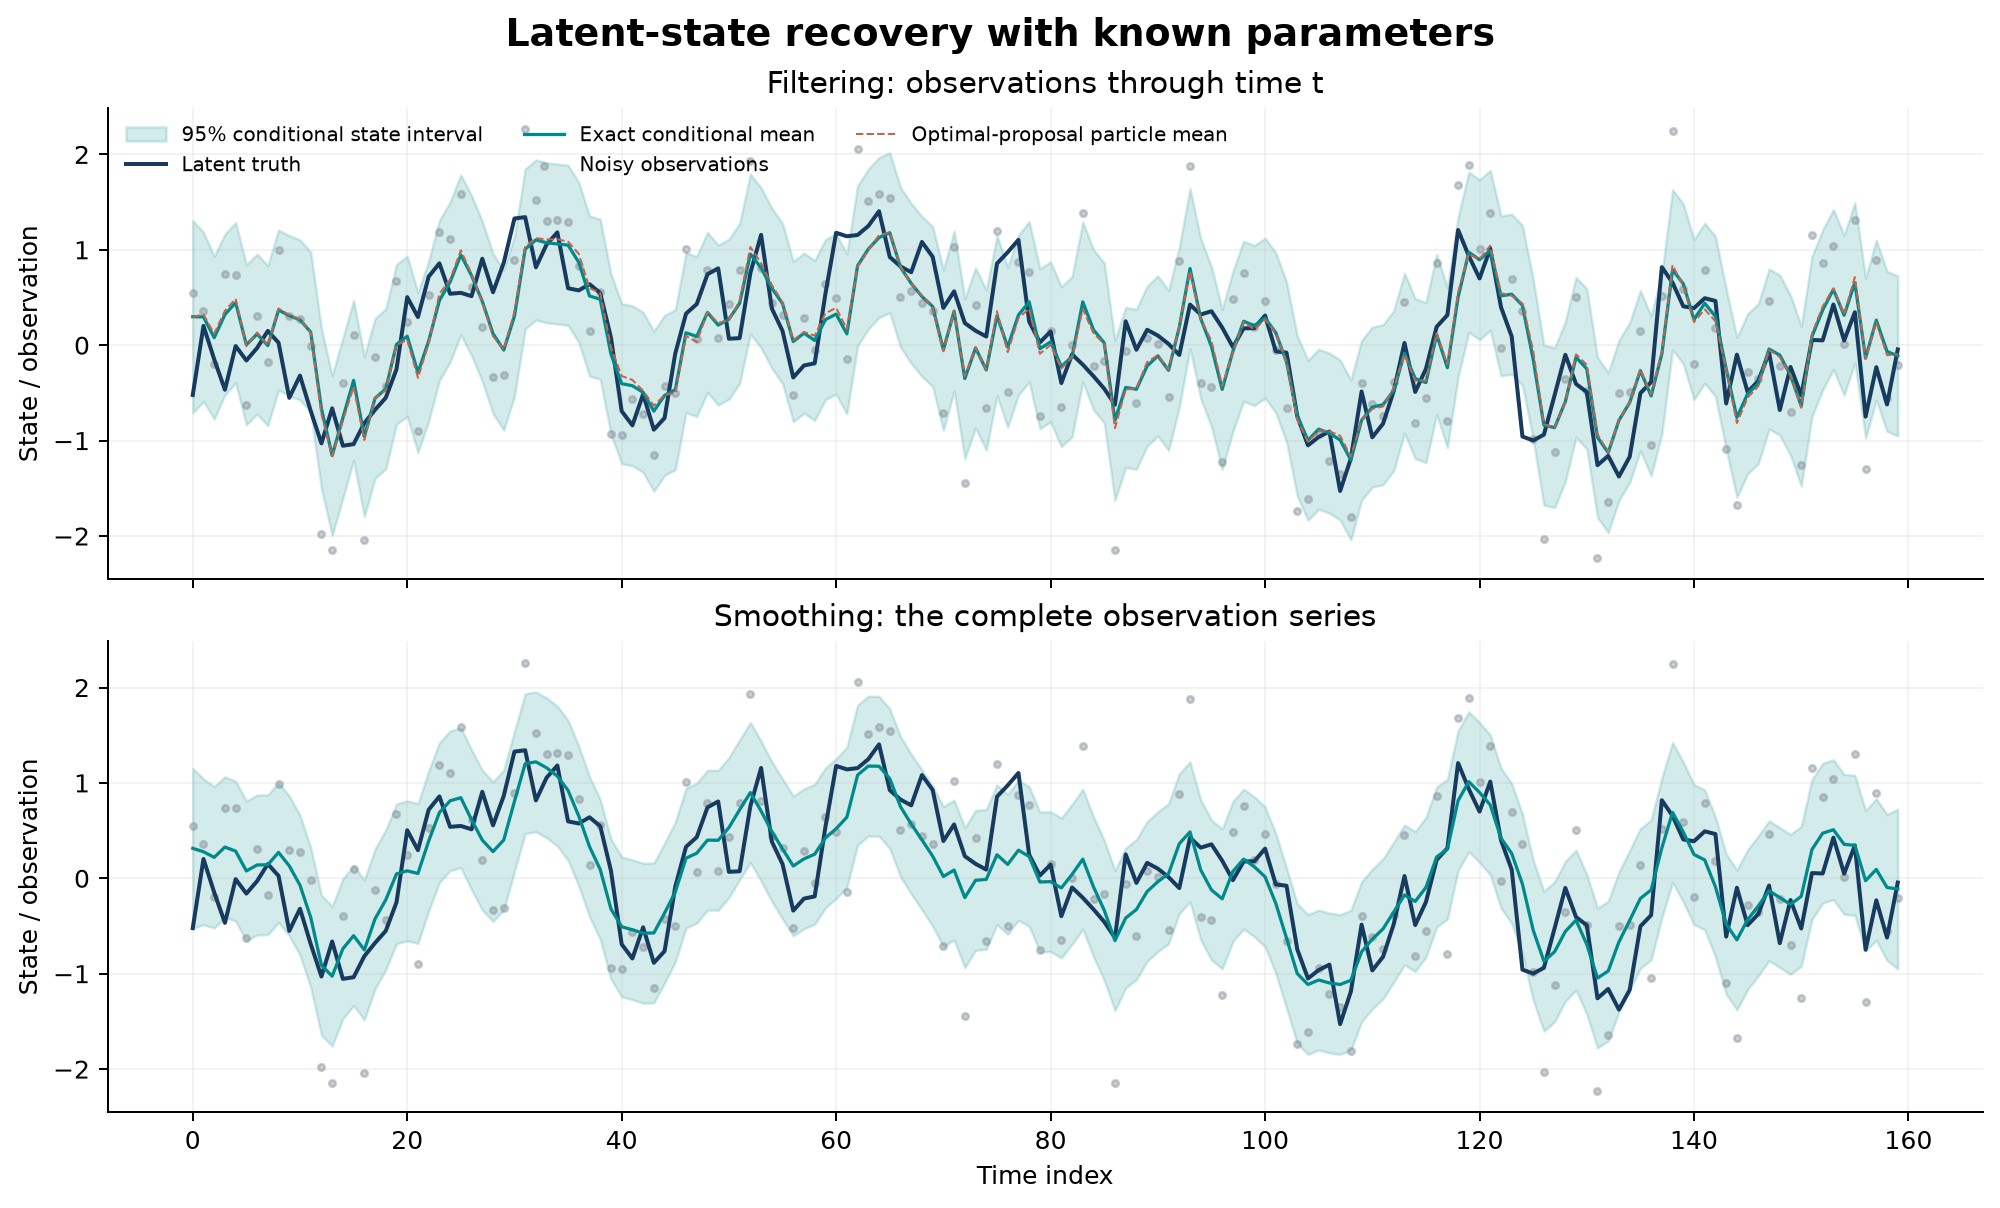 Latent-state recovery with known parameters
Filtering: observations through time t
95% conditional state interval
Latent truth
Exact conditional mean
Noisy observations
Optimal-proposal particle mean
State / observation
2
1
0
−1
−2
Smoothing: the complete observation series
State / observation
2
1
0
−1
−2
0 20 40 60 80 100 120 140 160
Time index